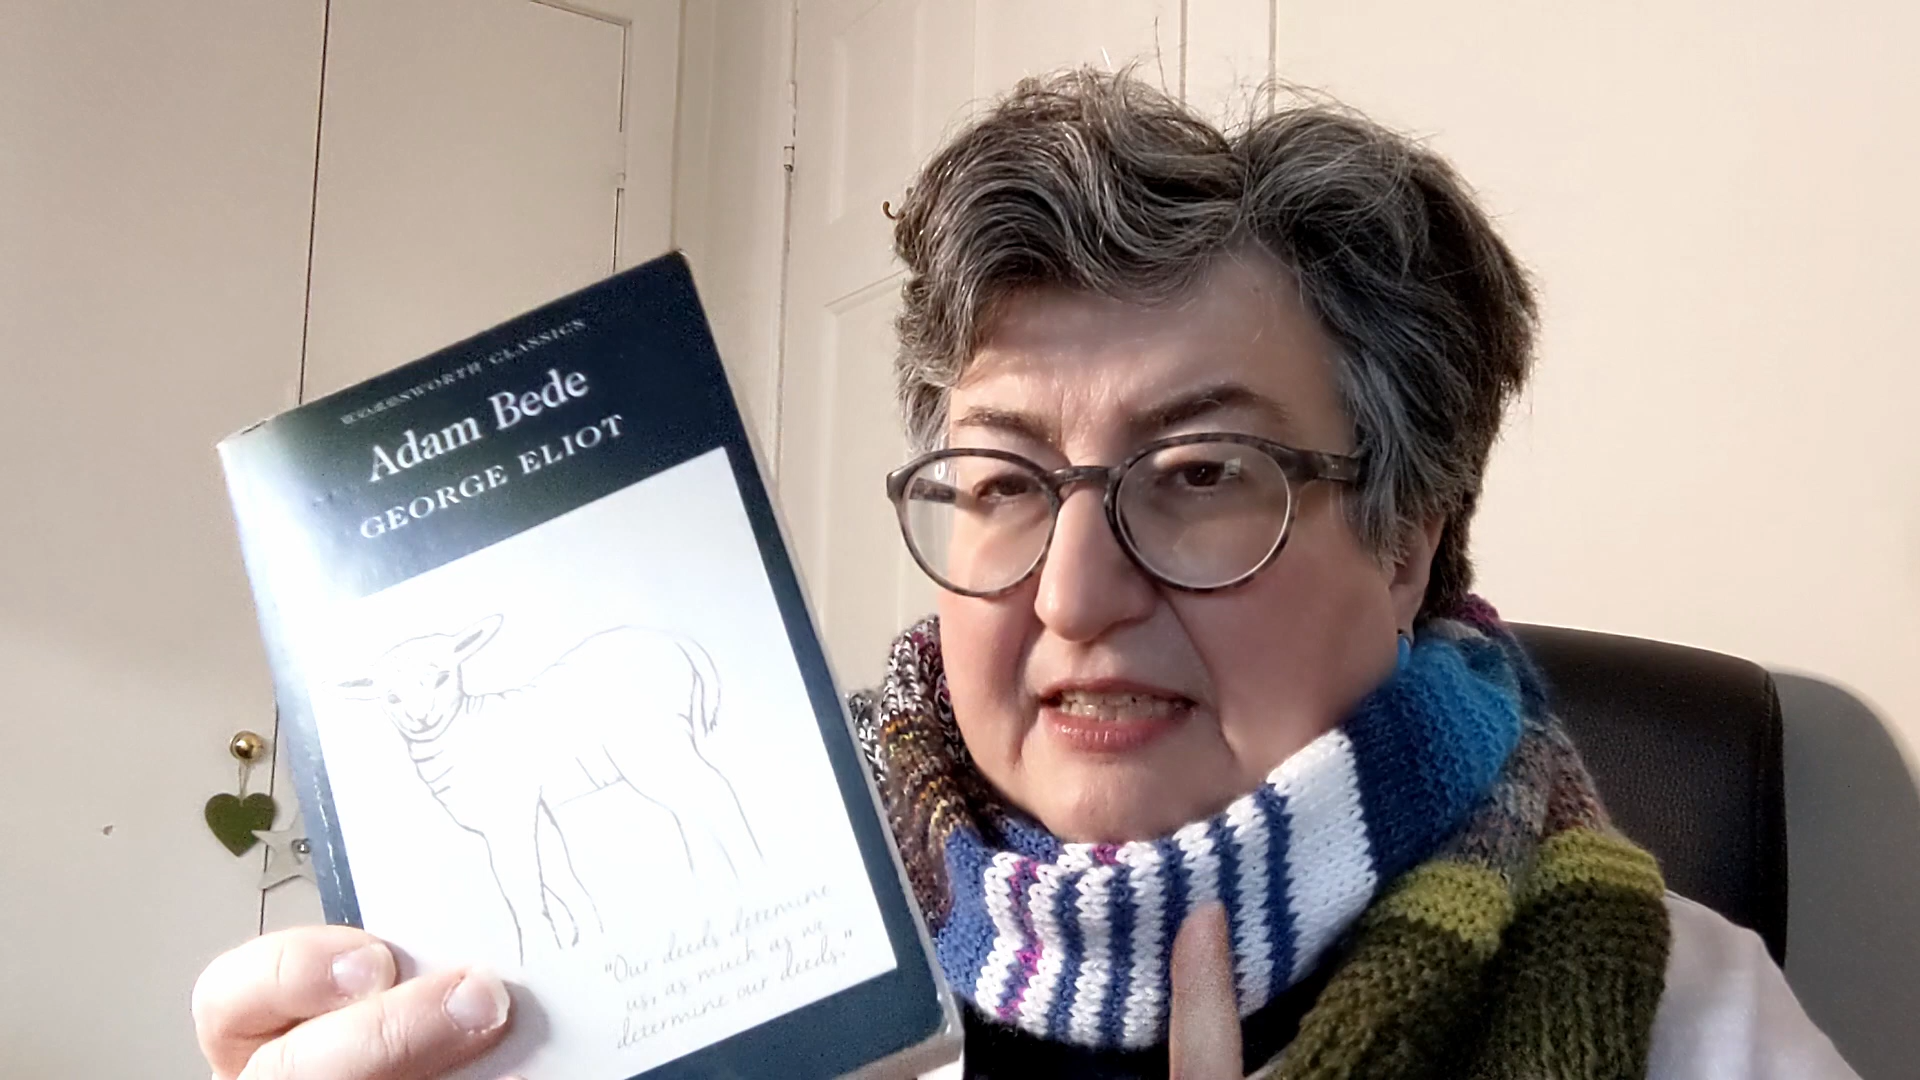 WORDSWORTH CLASSICS
Adam Bede
GEORGE ELIOT
"Our deeds determine
us, as much as we
determine our deeds."